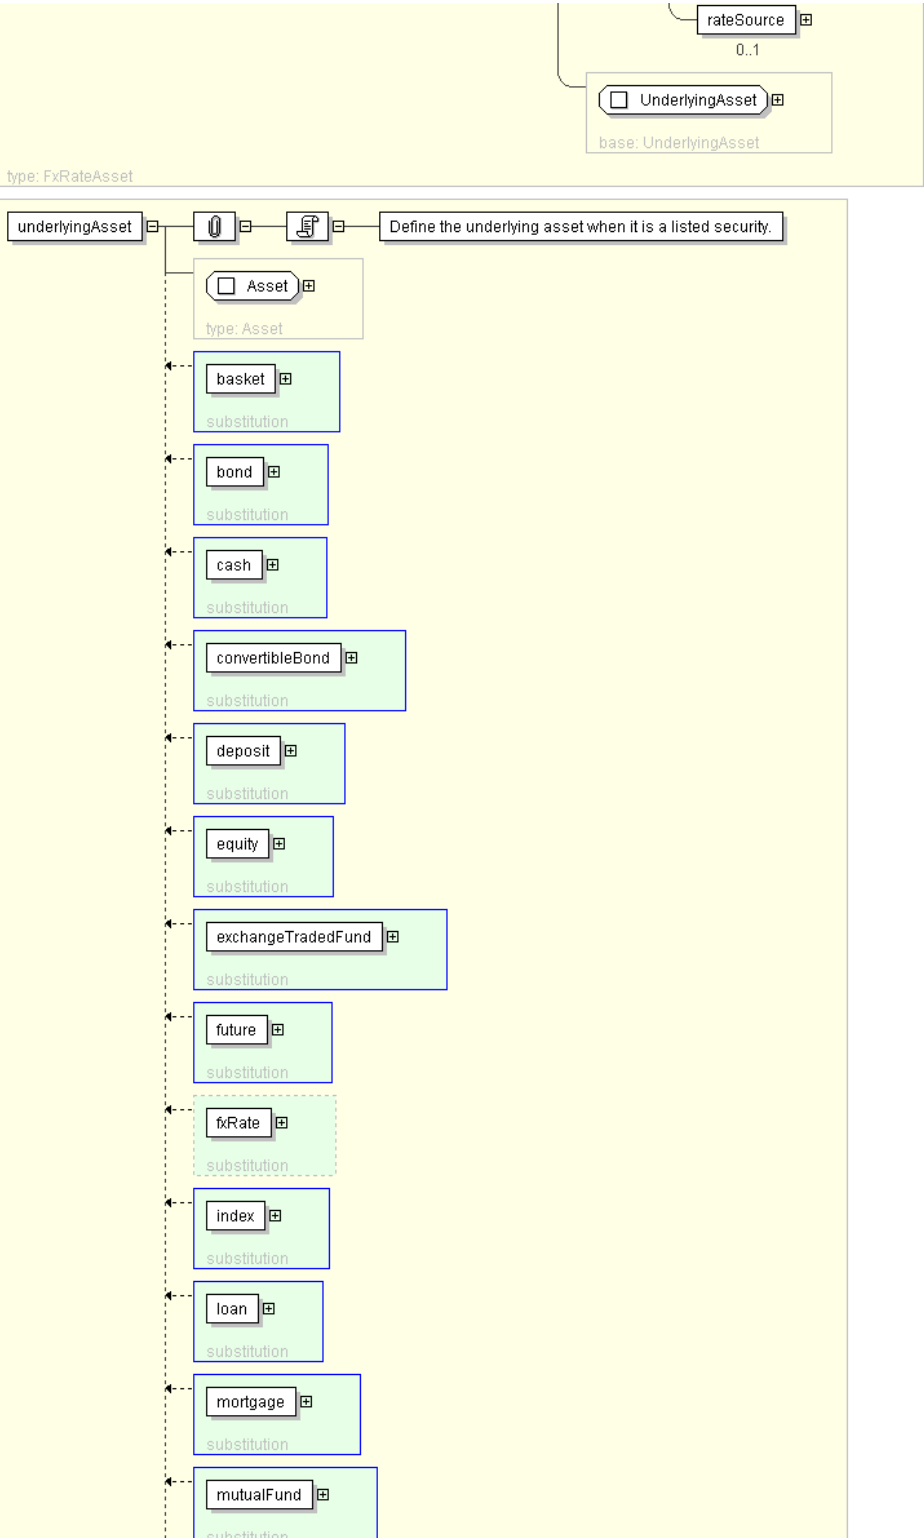 rateSource
0..1
UnderlyingAsset
base: UnderlyingAsset
type: FxRateAsset
underlyingAsset
Define the underlying asset when it is a listed security.
Asset
type: Asset
basket
substitution
bond
substitution
cash
substitution
convertibleBond
substitution
deposit
substitution
equity
substitution
exchangeTradedFund
substitution
future
substitution
fxRate
substitution
index
substitution
loan
substitution
mortgage
substitution
mutualFund
substitution